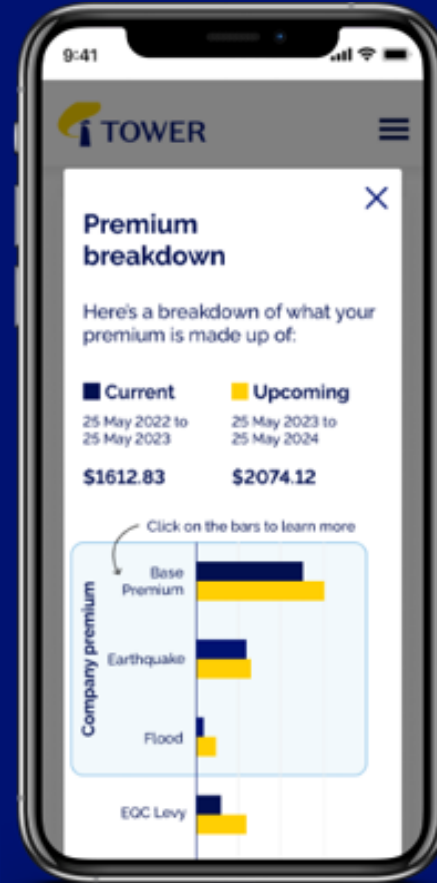 9:41
TOWER
Premium
breakdown
Here's a breakdown of what your
premium is made up of:
Current
25 May 2022 to
25 May 2023
$1612.83
Upcoming
25 May 2023 to
25 May 2024
$2074.12
Click on the bars to learn more
Company premium
Base
Premium
Earthquake
Flood
EQC Levy